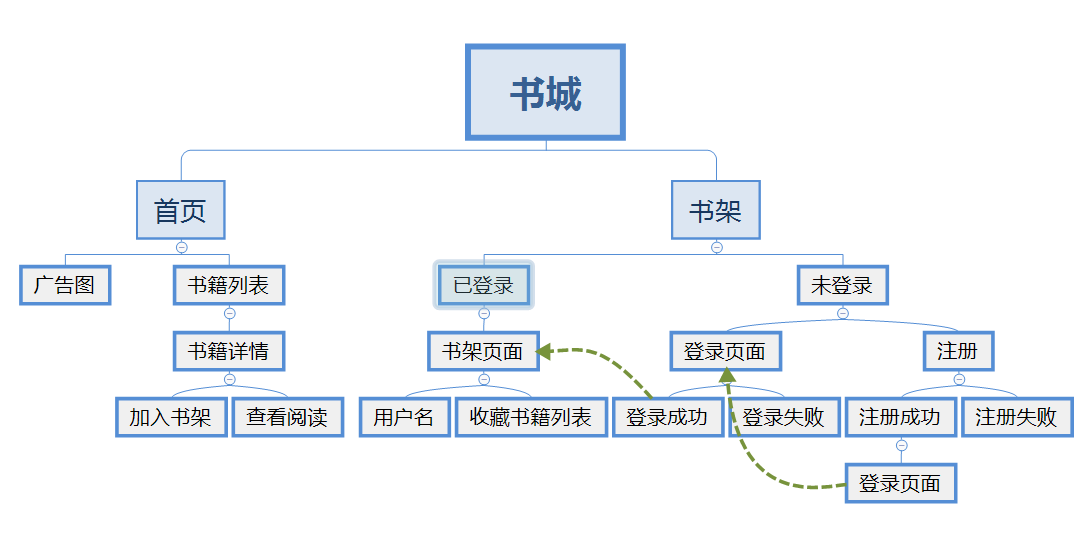 书城
首页
书架
广告图
书籍列表
已登录
未登录
书籍详情
书架页面
登录页面
注册
加入书架
查看阅读
用户名
收藏书籍列表
登录成功
登录失败
注册成功
注册失败
登录页面